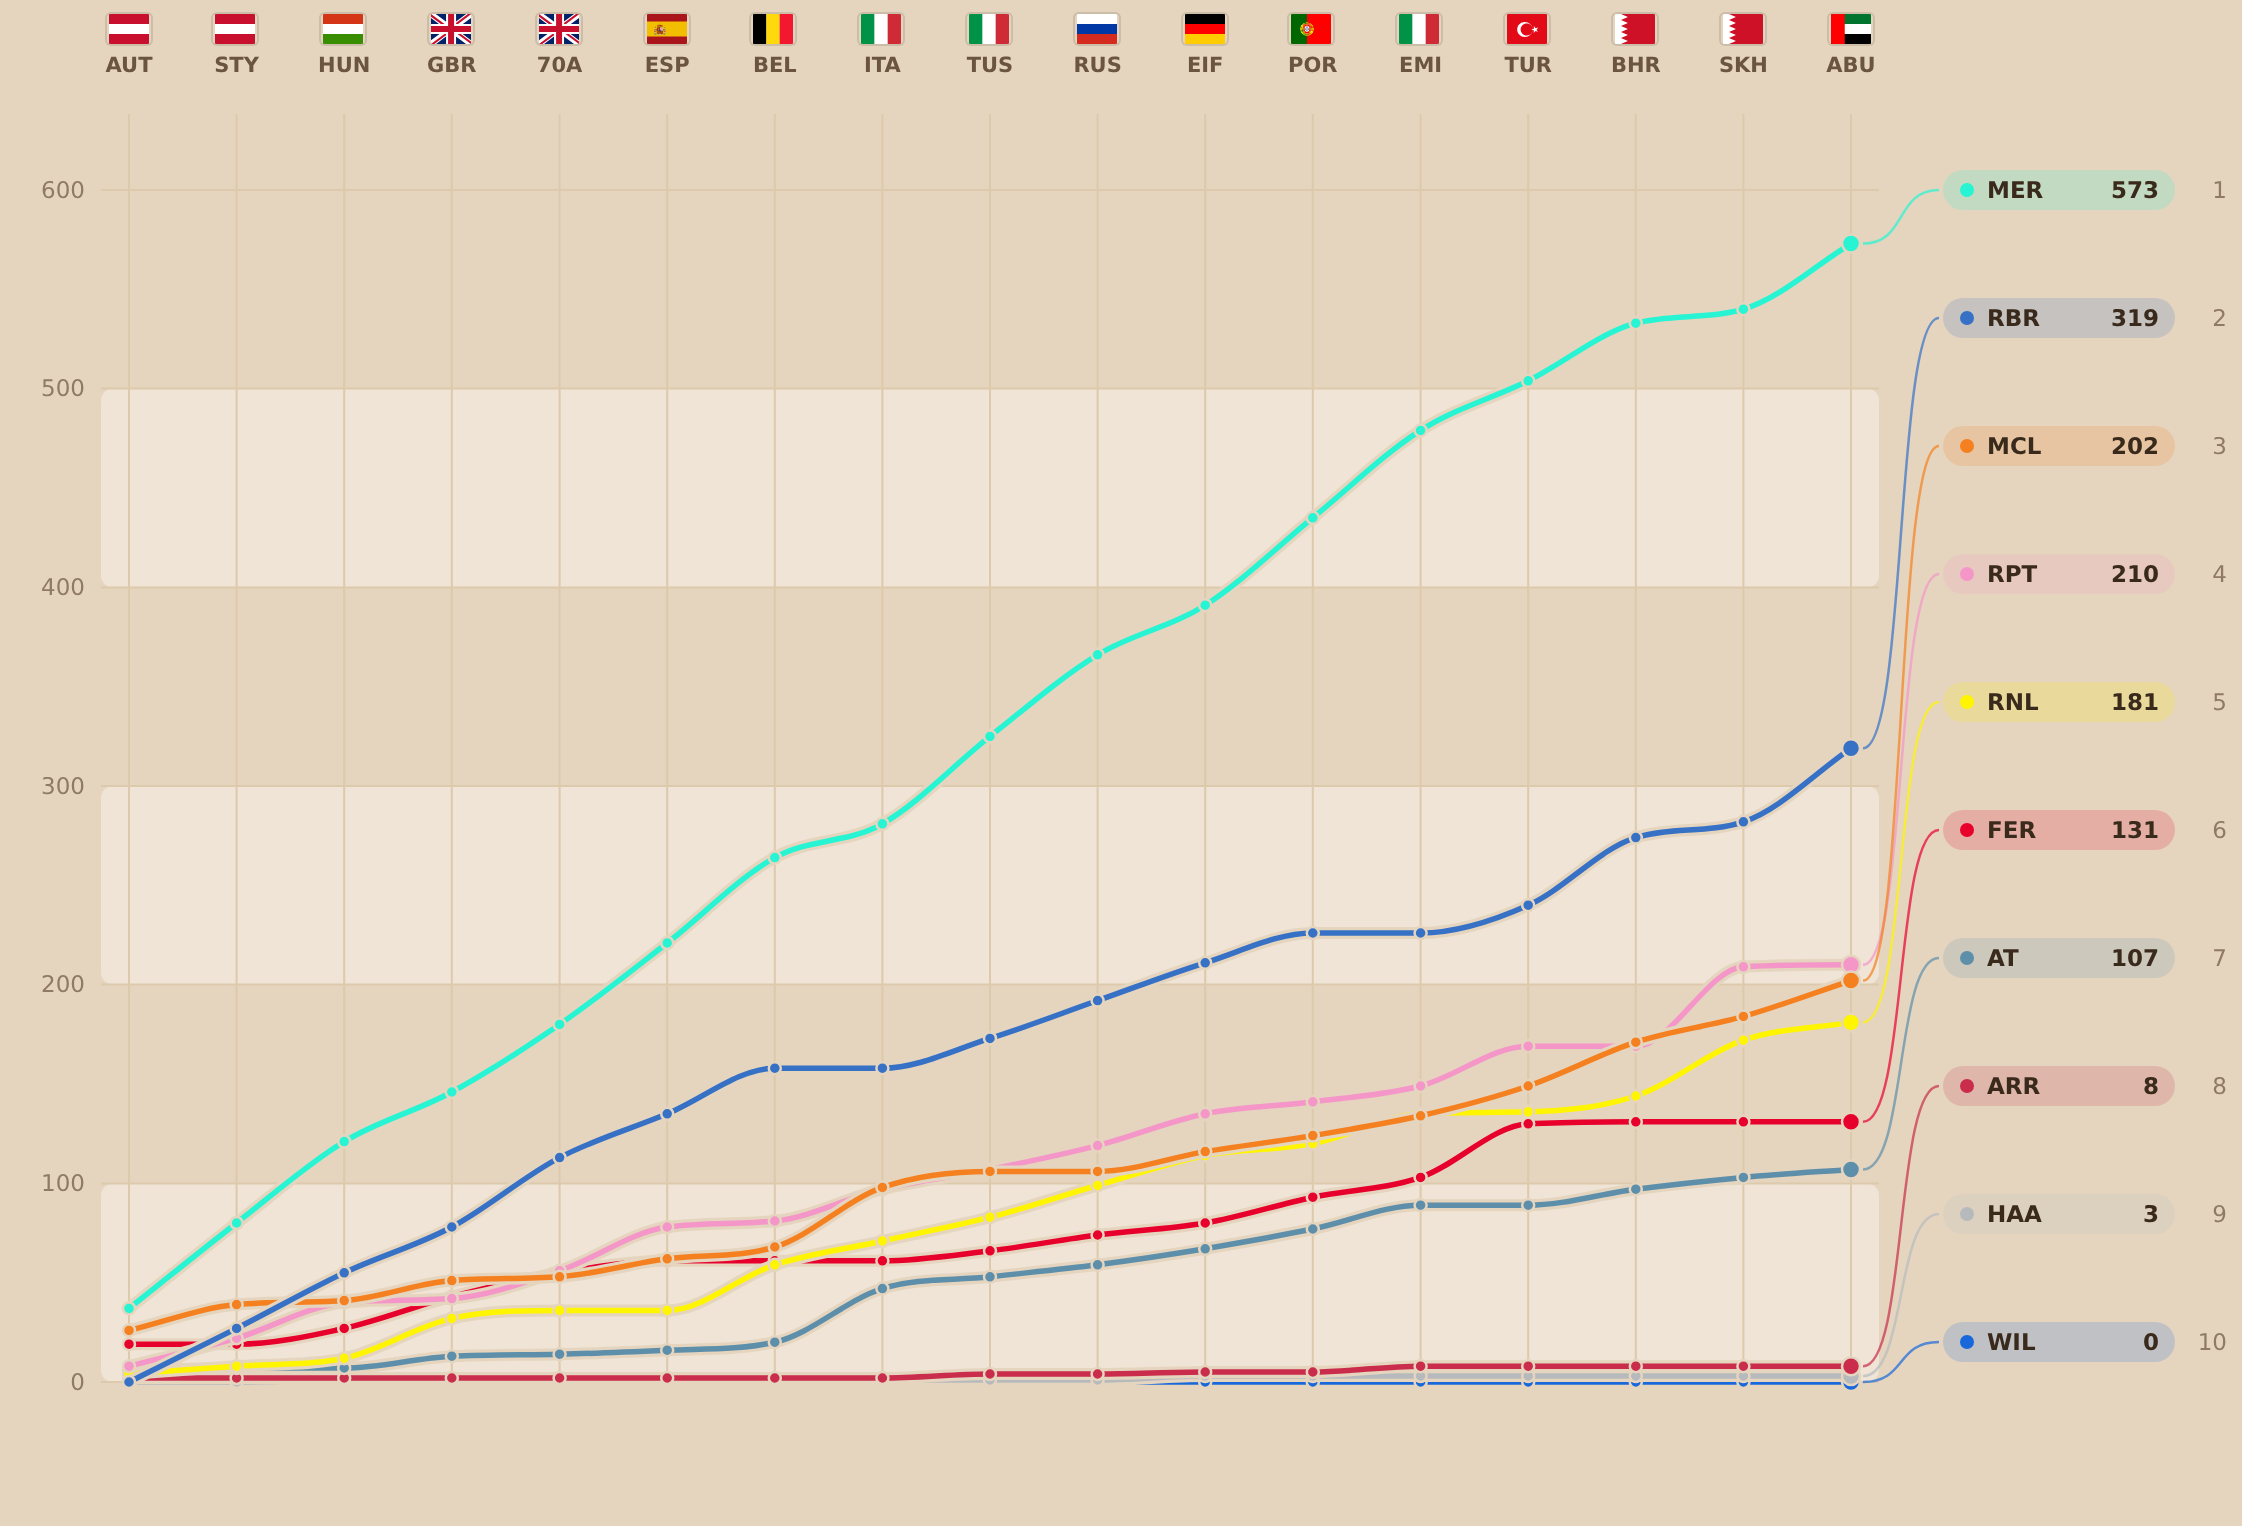 AUT STY HUN GBR 70A ESP BEL ITA TUS RUS EIF POR EMI TUR BHR SKH ABU
600
500
400
300
200
100
0
MER 573 1
RBR 319 2
MCL 202 3
RPT 210 4
RNL 181 5
FER 131 6
AT 107 7
ARR 8 8
HAA 3 9
WIL 0 10